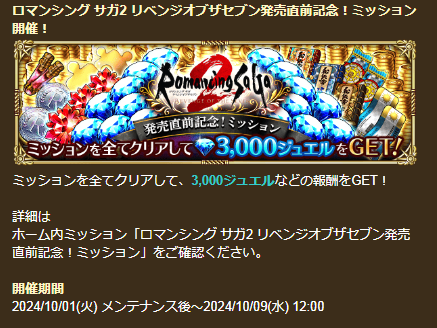 ロマンシング サガ2 リベンジオブザセブン発売直前記念！ミッション
開催！
Romancing SaGa
2
REVENGE OF THE SEVEN
発売直前記念！ミッション
ミッションを全てクリアして 3,000ジュエルをGET!
ミッションを全てクリアして、3,000ジュエルなどの報酬をGET！
詳細は
ホーム内ミッション「ロマンシング サガ2 リベンジオブザセブン発売
直前記念！ミッション」をご確認ください。
開催期間
2024/10/01(火) メンテナンス後～2024/10/09(水) 12:00